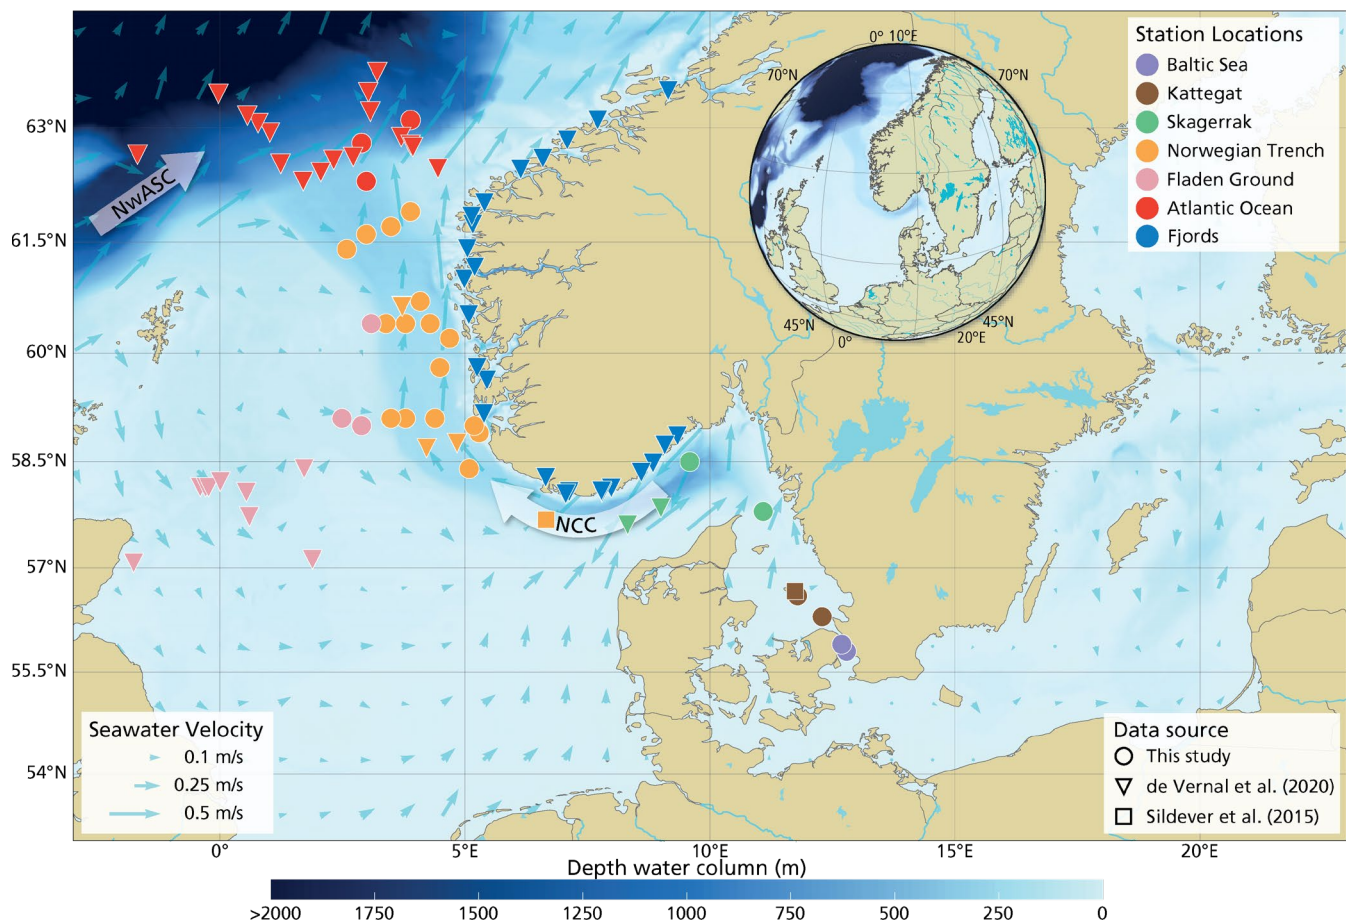 Station Locations
Baltic Sea
Kattegat
Skagerrak
Norwegian Trench
Fladen Ground
Atlantic Ocean
Fjords
0° 10°E
70°N
70°N
45°N
45°N
0°
20°E
63°N
61.5°N
60°N
58.5°N
57°N
55.5°N
54°N
NwASC
NCC
Seawater Velocity
0.1 m/s
0.25 m/s
0.5 m/s
Data source
This study
de Vernal et al. (2020)
Sildever et al. (2015)
0°
5°E
10°E
15°E
20°E
Depth water column (m)
>2000
1750
1500
1250
1000
750
500
250
0